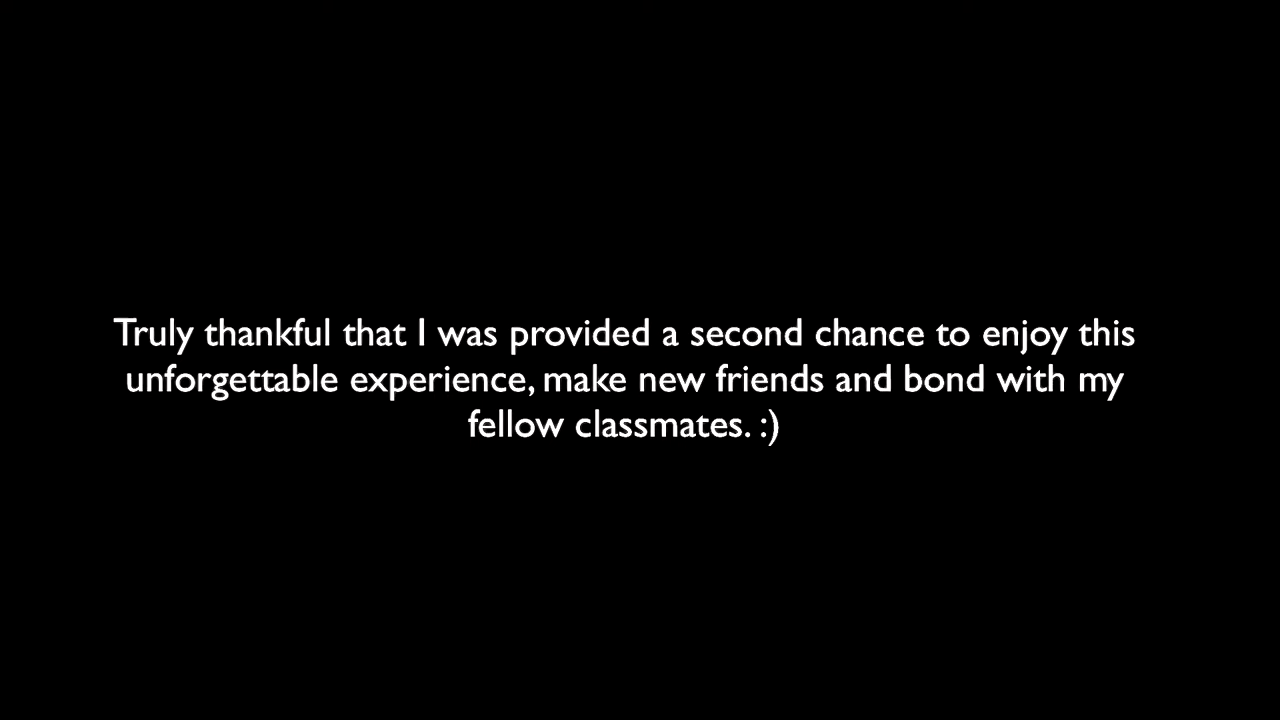 Truly thankful that I was provided a second chance to enjoy this
unforgettable experience, make new friends and bond with my
fellow classmates. :)